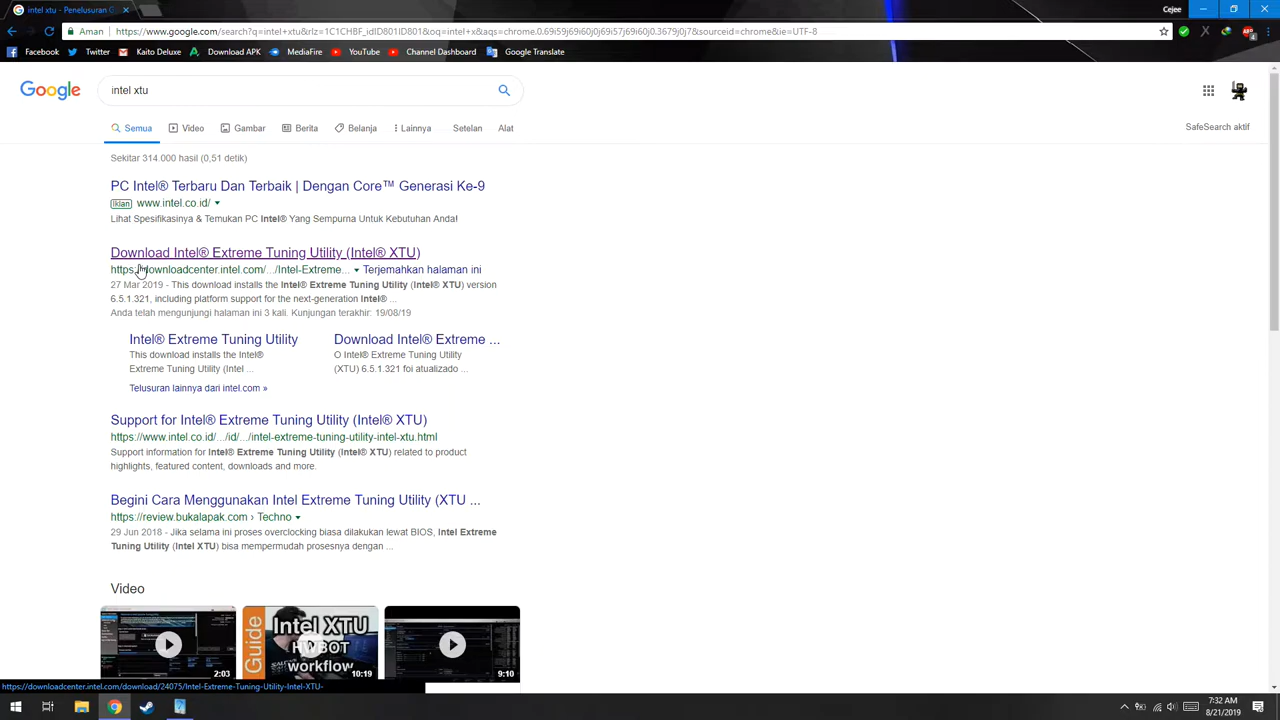 intel xtu - Penelusuran G
Cejee
Aman
https://www.google.com/search?q=intel+xtu&rlz=1C1CHBF_idID801ID801&oq=intel+x&aqs=chrome.0.69i59j69i60j0j69i57j69i60j0.3679j0j7&sourceid=chrome&ie=UTF-8
Facebook Twitter Kaito Deluxe Download APK MediaFire YouTube Channel Dashboard Google Translate
Google
intel xtu
Semua Video Gambar Berita Belanja Lainnya Setelan Alat
SafeSearch aktif
Sekitar 314.000 hasil (0,51 detik)
PC Intel® Terbaru Dan Terbaik | Dengan Core™ Generasi Ke-9
Iklan www.intel.co.id/
Lihat Spesifikasinya & Temukan PC Intel® Yang Sempurna Untuk Kebutuhan Anda!
Download Intel® Extreme Tuning Utility (Intel® XTU)
https://downloadcenter.intel.com/.../Intel-Extreme... Terjemahkan halaman ini
27 Mar 2019 - This download installs the Intel® Extreme Tuning Utility (Intel® XTU) version
6.5.1.321, including platform support for the next-generation Intel® ...
Anda telah mengunjungi halaman ini 3 kali. Kunjungan terakhir: 19/08/19
Intel® Extreme Tuning Utility
This download installs the Intel®
Extreme Tuning Utility (Intel ...
Download Intel® Extreme ...
O Intel® Extreme Tuning Utility
(XTU) 6.5.1.321 foi atualizado ...
Telusuran lainnya dari intel.com »
Support for Intel® Extreme Tuning Utility (Intel® XTU)
https://www.intel.co.id/.../id/.../intel-extreme-tuning-utility-intel-xtu.html
Support information for Intel® Extreme Tuning Utility (Intel® XTU) related to product
highlights, featured content, downloads and more.
Begini Cara Menggunakan Intel Extreme Tuning Utility (XTU ...
https://review.bukalapak.com › Techno
29 Jun 2018 - Jika selama ini proses overclocking biasa dilakukan lewat BIOS, Intel Extreme
Tuning Utility (Intel XTU) bisa mempermudah prosesnya dengan ...
Video
2:03
Guide
Intel XTU
HWBOT
workflow
10:19
9:10
https://downloadcenter.intel.com/download/24075/Intel-Extreme-Tuning-Utility-Intel-XTU-
7:32 AM
8/21/2019